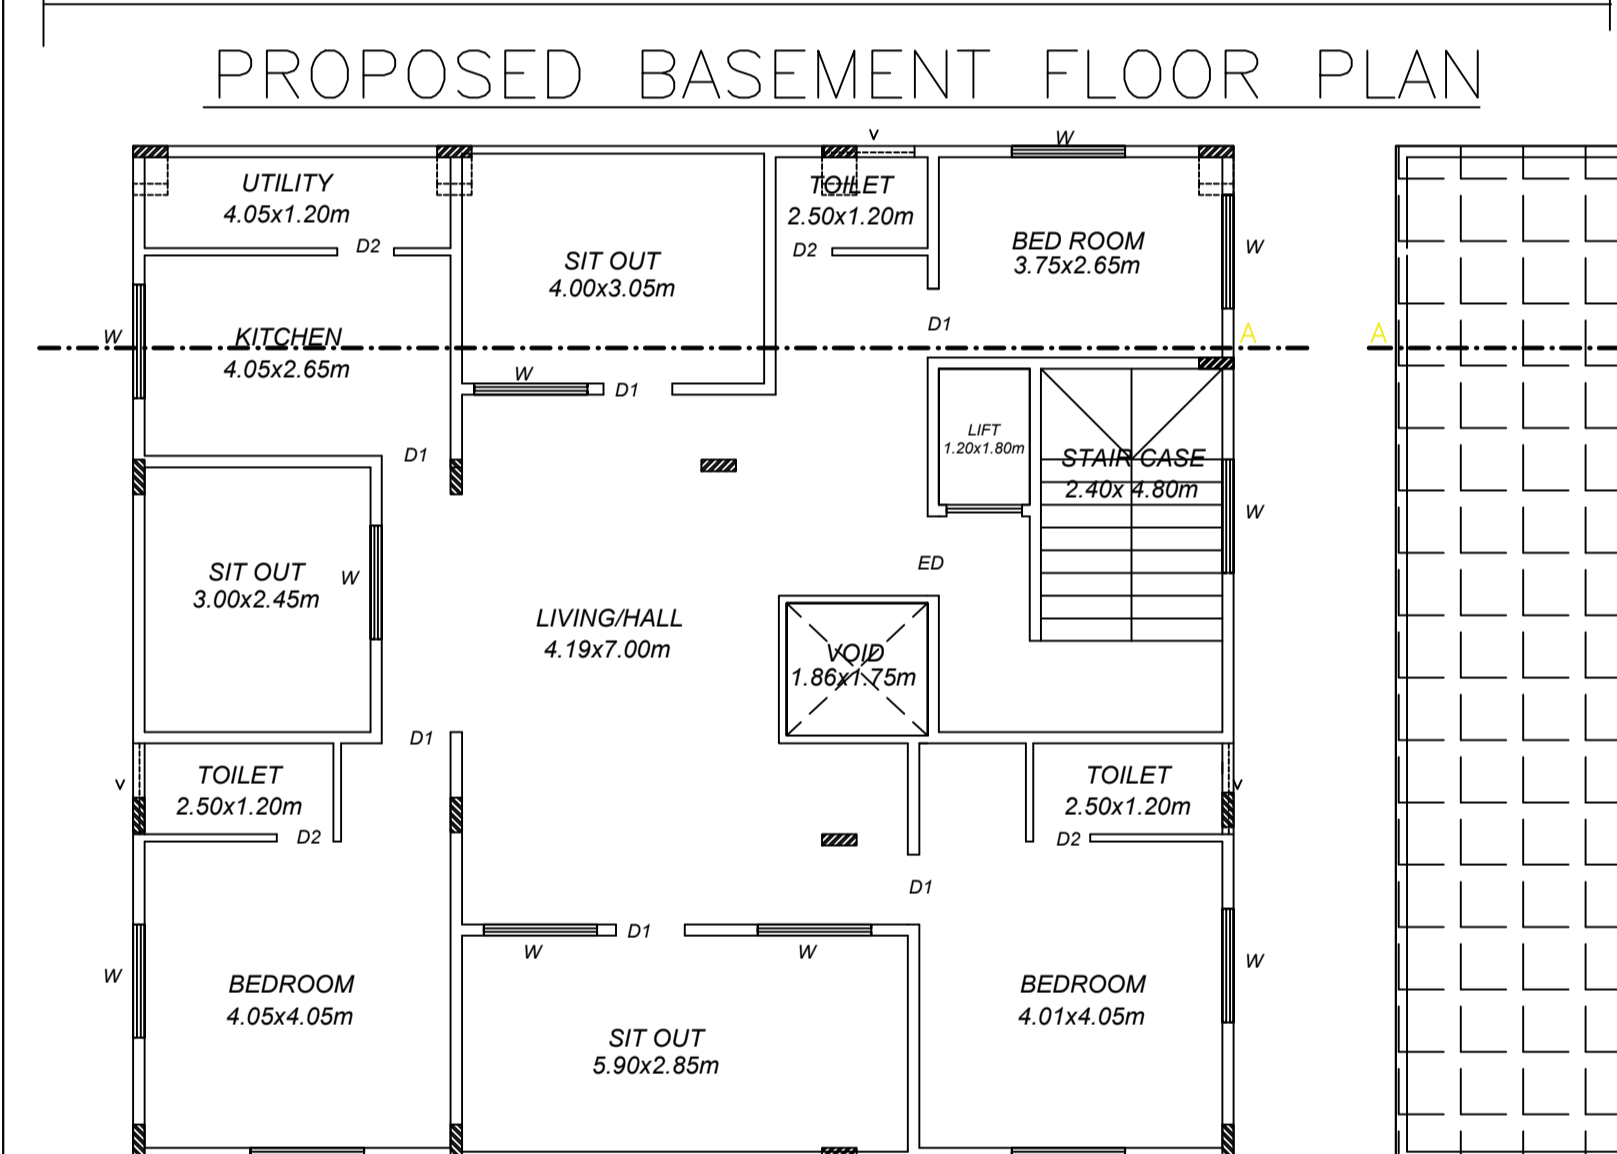 PROPOSED BASEMENT FLOOR PLAN
v
W
UTILITY
4.05x1.20m
TOILET
2.50x1.20m
D2
D2
SIT OUT
4.00x3.05m
BED ROOM
3.75x2.65m
W
W
KITCHEN
4.05x2.65m
D1
A
A
W
D1
D1
LIFT
1.20x1.80m
STAIR CASE
2.40x 4.80m
W
SIT OUT
3.00x2.45m
W
ED
LIVING/HALL
4.19x7.00m
VOID
1.86x1.75m
D1
v
TOILET
2.50x1.20m
D2
TOILET
2.50x1.20m
v
D2
D1
D1
W
W
W
BEDROOM
4.05x4.05m
SIT OUT
5.90x2.85m
BEDROOM
4.01x4.05m
W